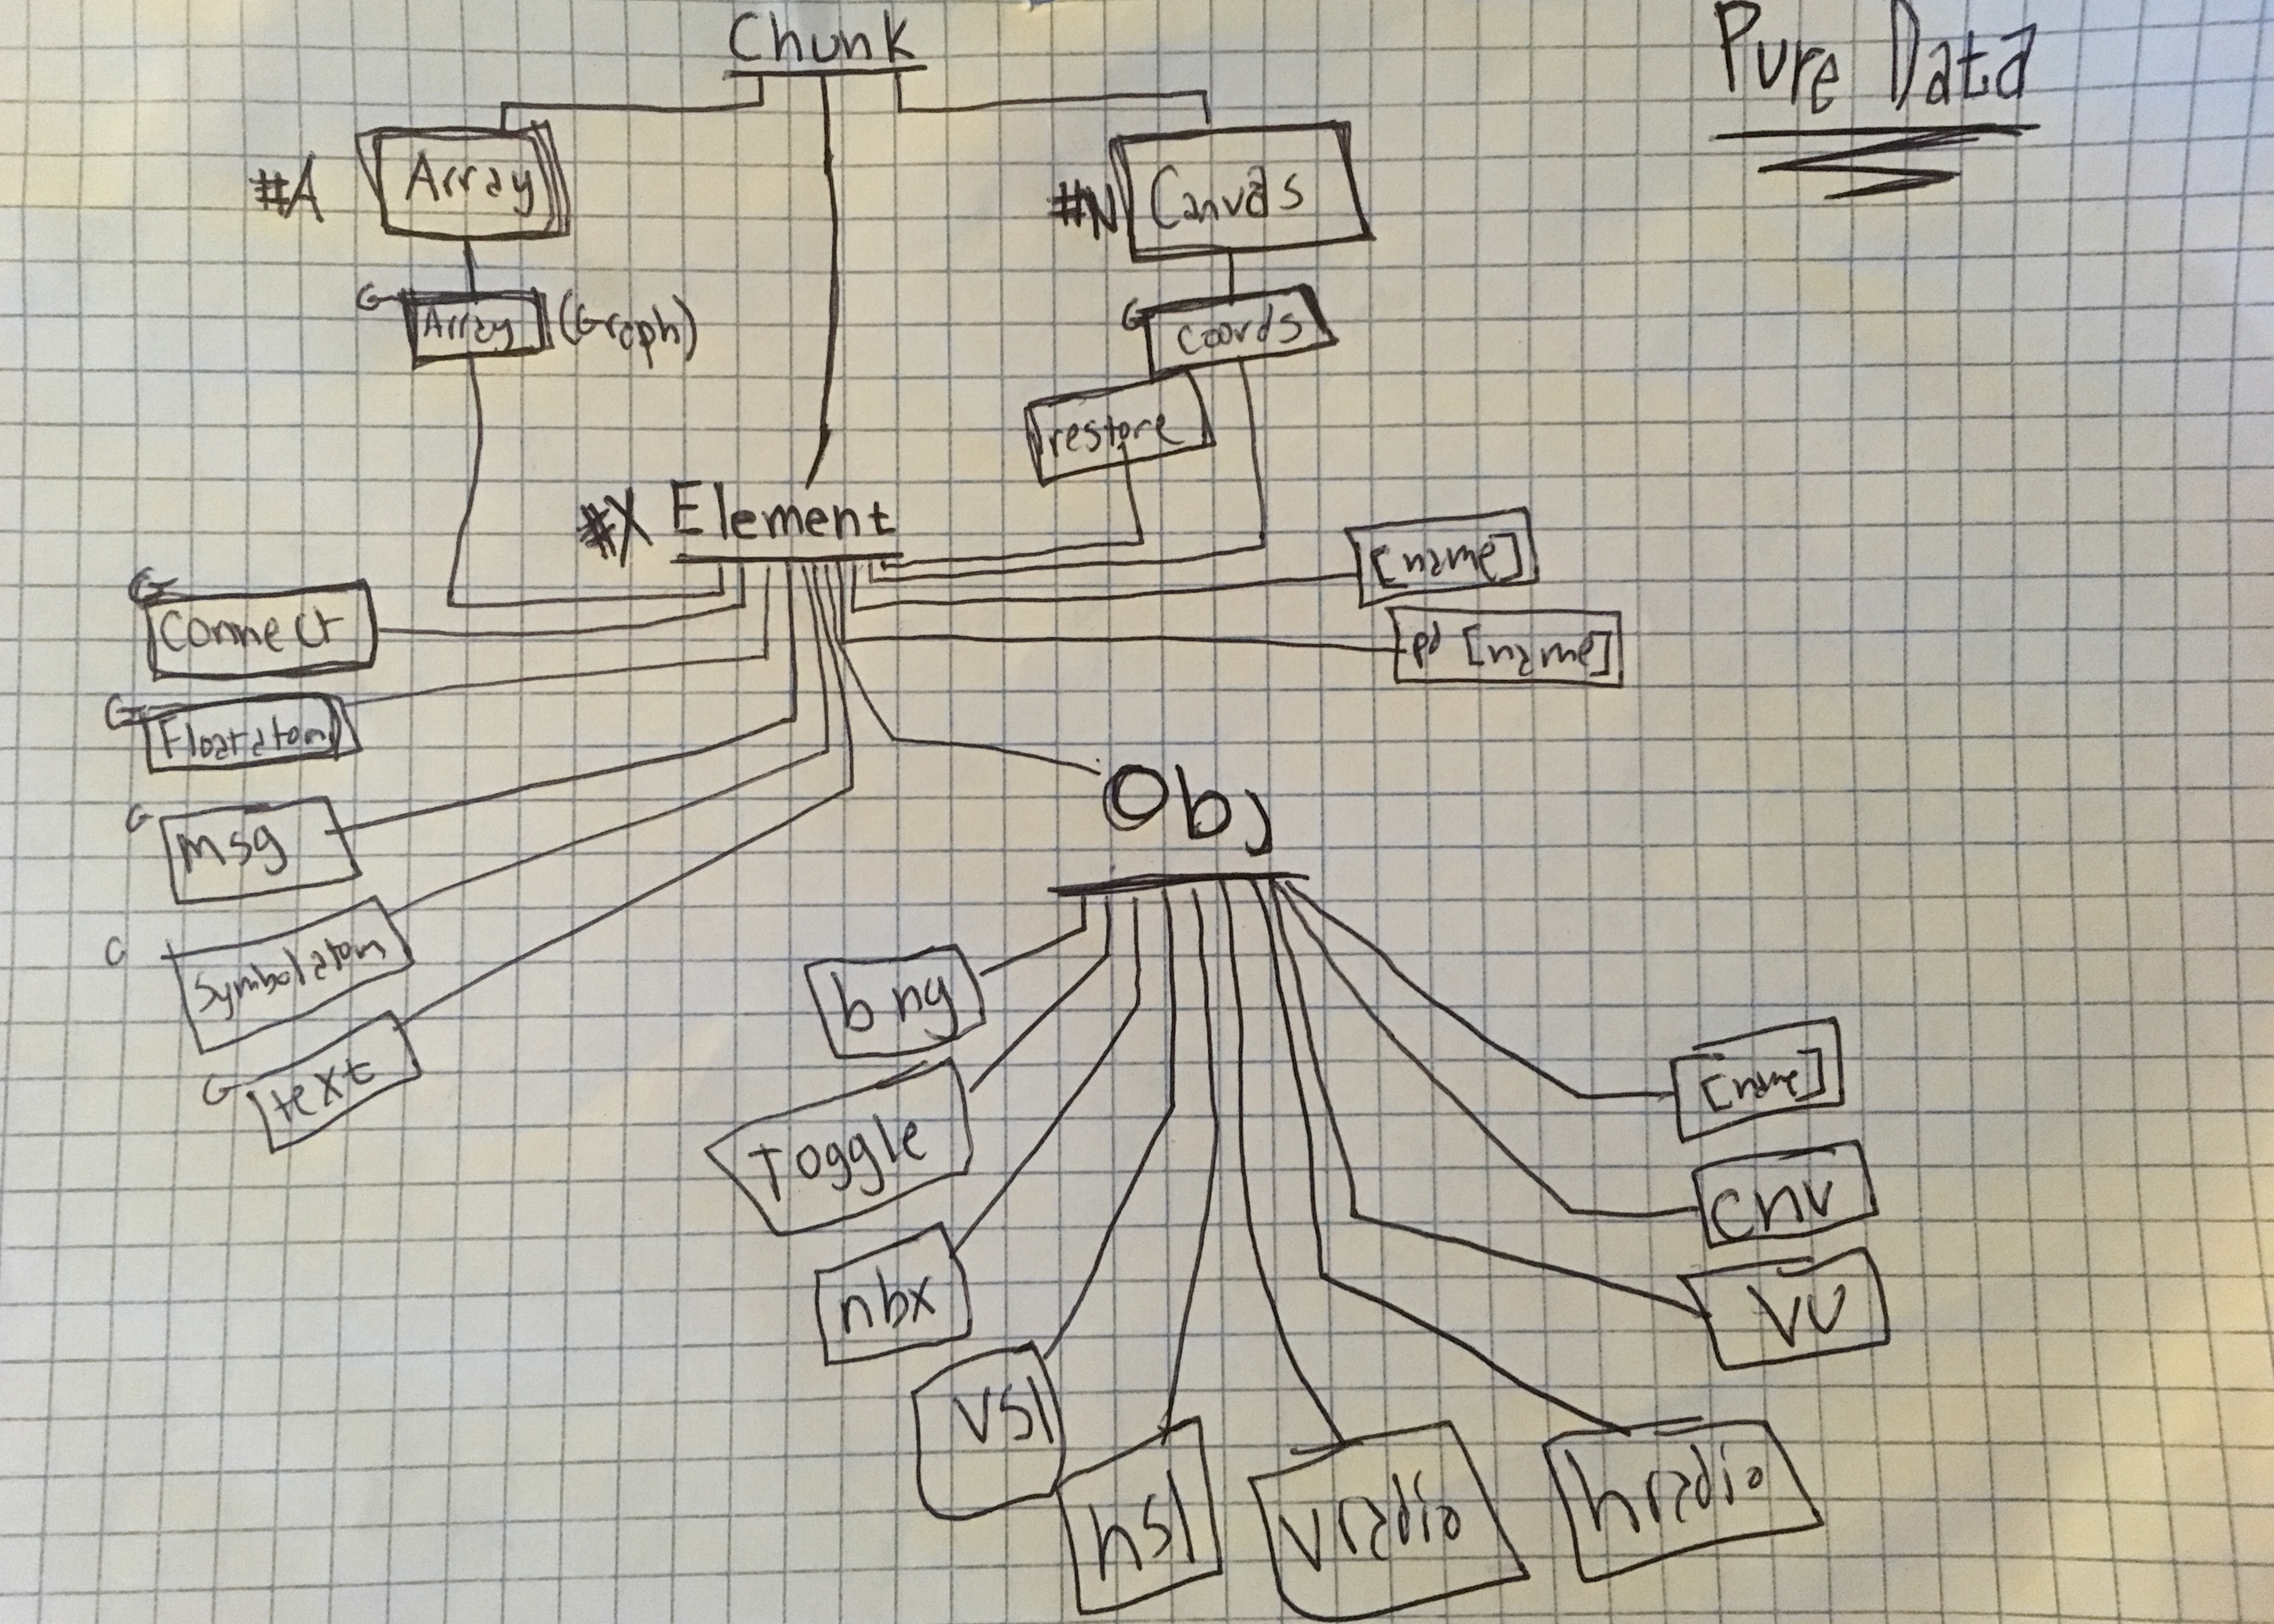 Chunk
Pure Data
#A
Array
#N
Canvas
G
Array
(Graph)
G
coords
restore
#X Element
[name]
G
Connect
pd [name]
G
Floatatom
Obj
G
msg
G
Symbolatom
G
text
bng
Toggle
nbx
vsl
hsl
vradio
hradio
[name]
cnv
VU